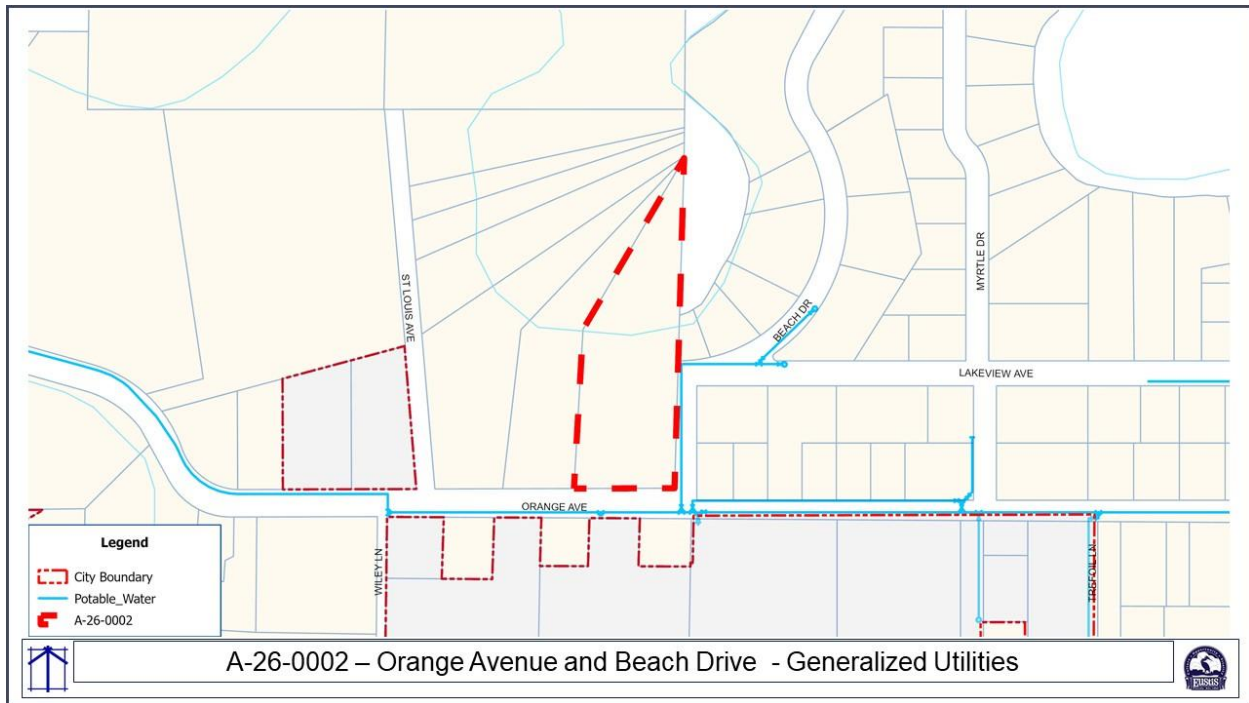 ST LOUIS AVE
BEACH DR
MYRTLE DR
LAKEVIEW AVE
ORANGE AVE
WILEY LN
TREFOIL LN
Legend
City Boundary
Potable_Water
A-26-0002
A-26-0002 – Orange Avenue and Beach Drive - Generalized Utilities
EUSTIS